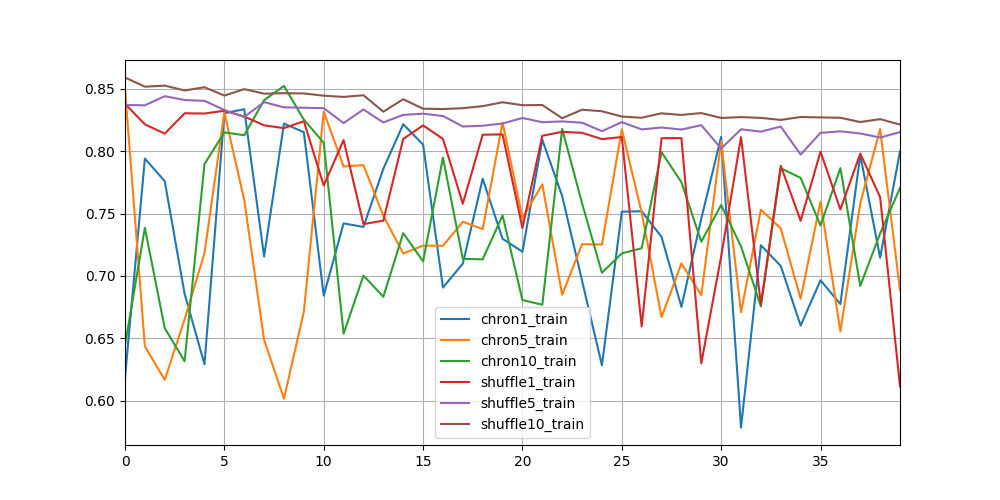 0.85
0.80
0.75
0.70
0.65
0.60
chron1_train
chron5_train
chron10_train
shuffle1_train
shuffle5_train
shuffle10_train
0 5 10 15 20 25 30 35